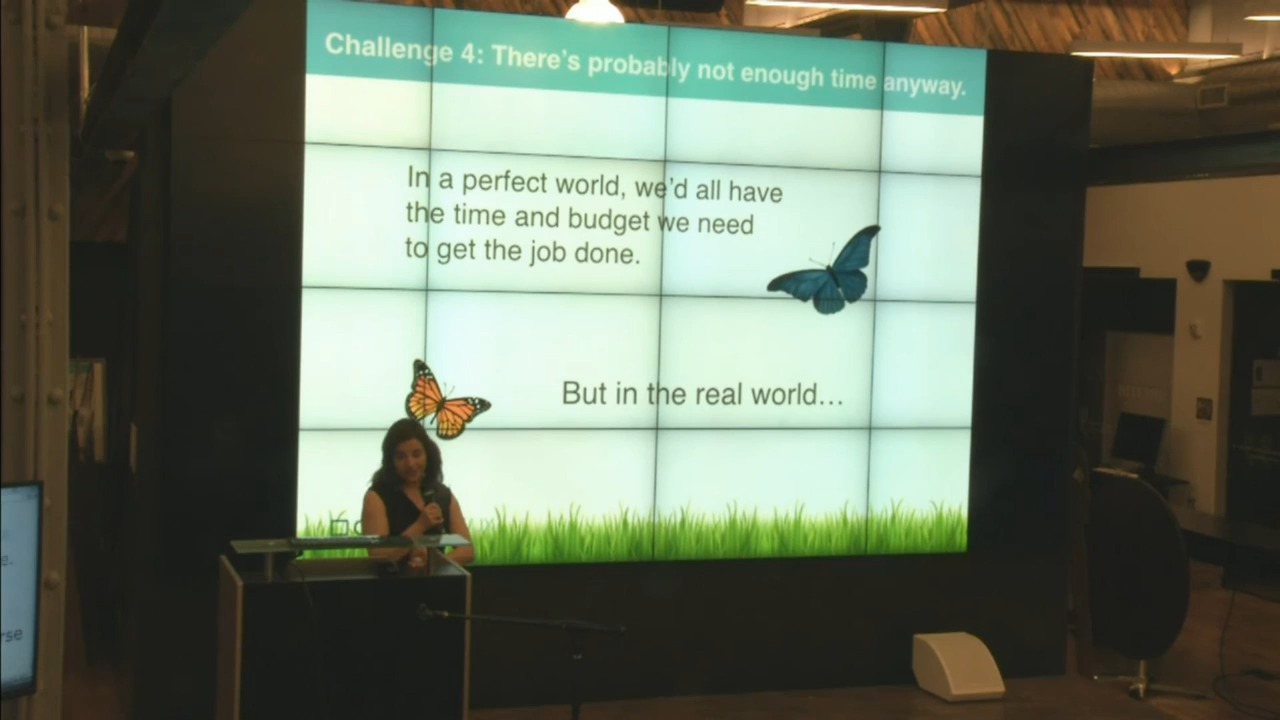 Challenge 4: There's probably not enough time anyway.
In a perfect world, we'd all have
the time and budget we need
to get the job done.
But in the real world...